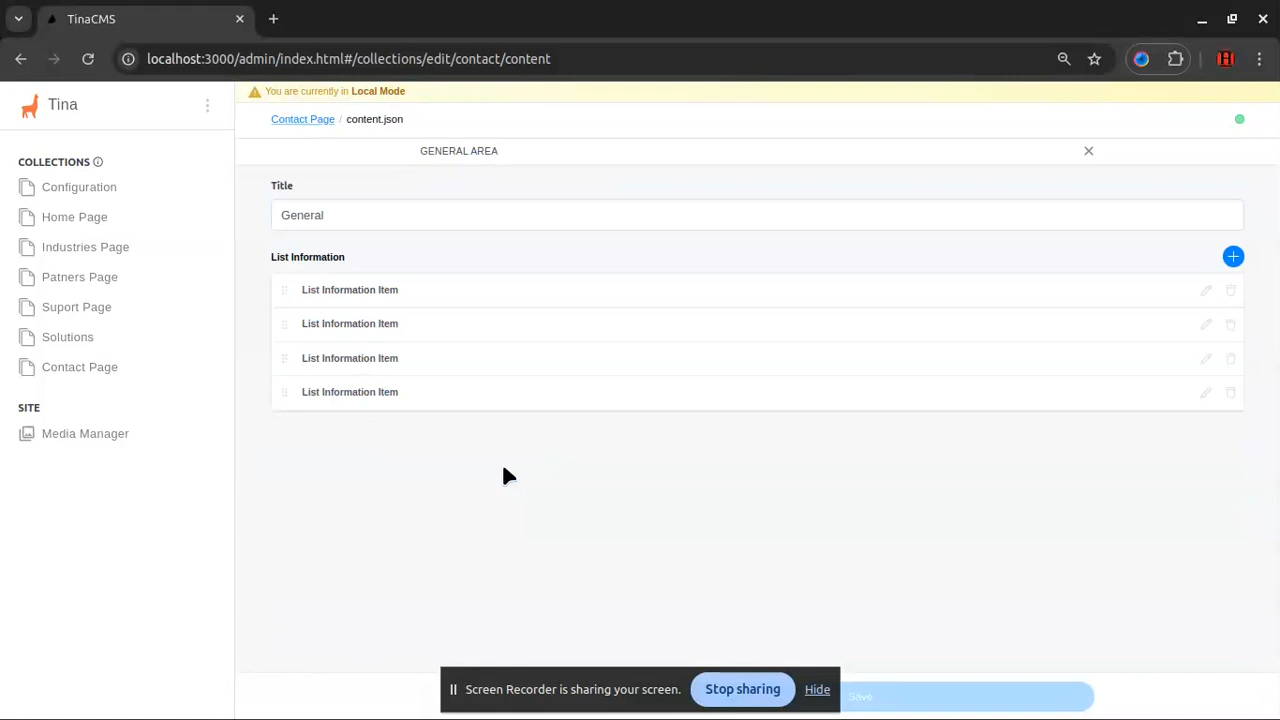 TinaCMS
localhost:3000/admin/index.html#/collections/edit/contact/content
Tina
You are currently in Local Mode
Contact Page / content.json
GENERAL AREA
COLLECTIONS
Configuration
Home Page
Industries Page
Patners Page
Suport Page
Solutions
Contact Page
SITE
Media Manager
Title
General
List Information
List Information Item
List Information Item
List Information Item
List Information Item
Screen Recorder is sharing your screen.
Stop sharing
Hide
Save